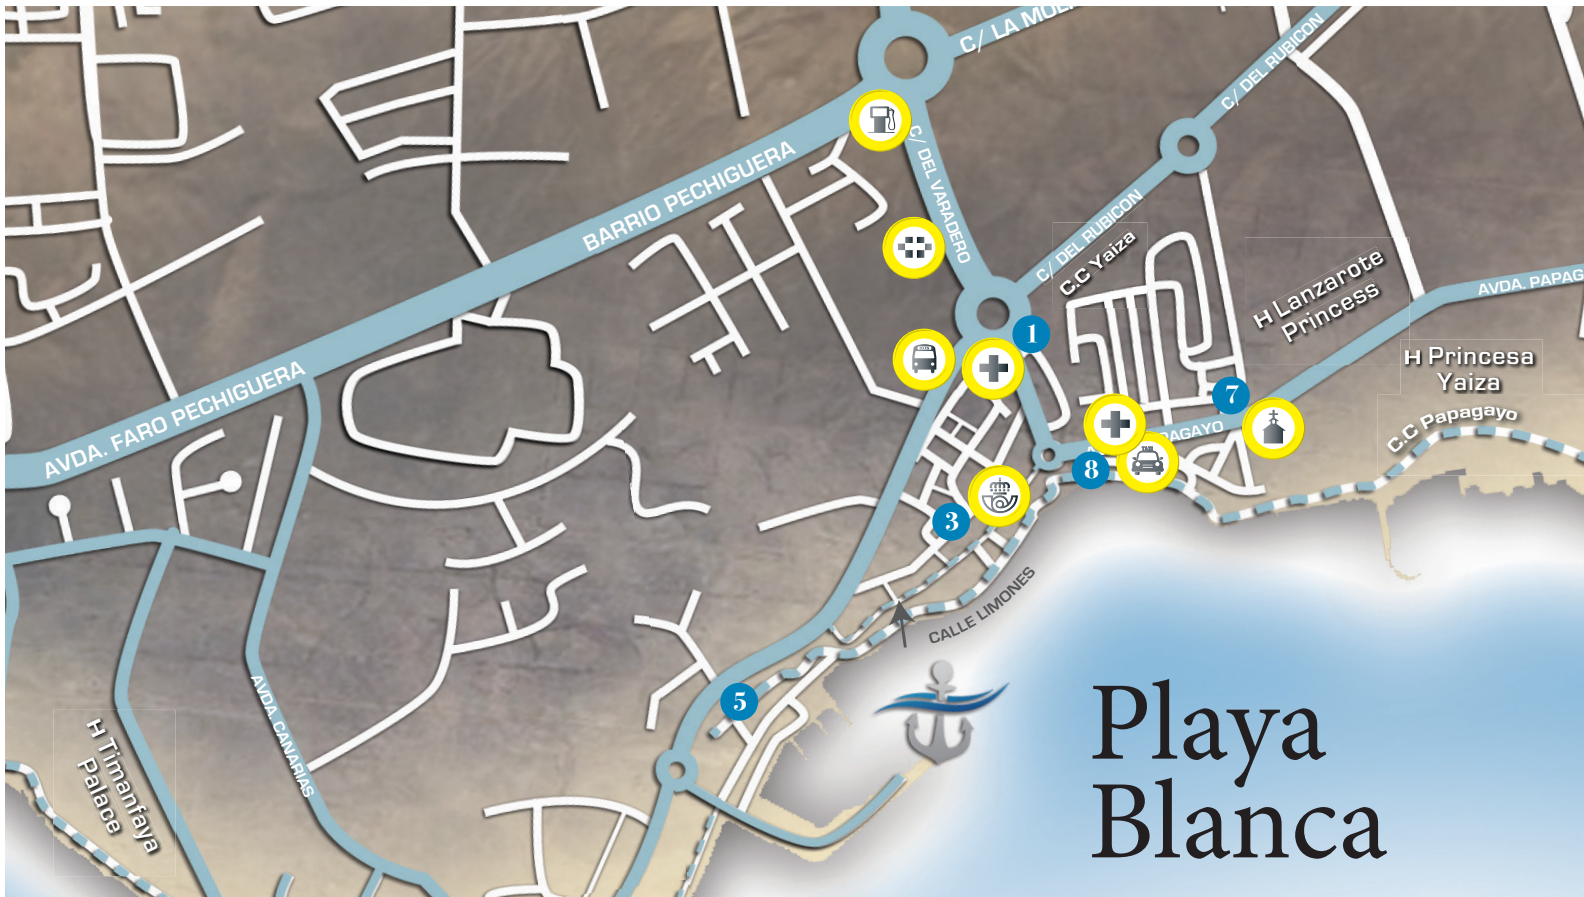 C/ LA MOL
C/ DEL RUBICON
C/ DEL VARADERO
BARRIO PECHIGUERA
C/ DEL RUBICON
C.C Yaiza
H Lanzarote
Princess
AVDA. PAPAG
1
H Princesa
Yaiza
AVDA. FARO PECHIGUERA
7
C.C Papagayo
PAGAYO
8
3
CALLE LIMONES
5
AVDA. CANARIAS
H Timanfaya
Palace
Playa
Blanca